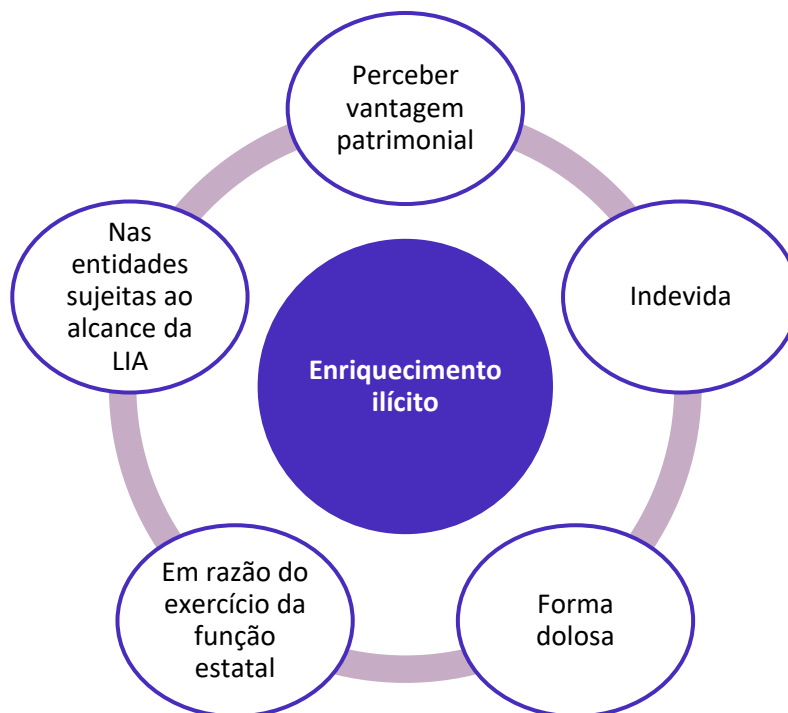 Perceber
vantagem
patrimonial
Indevida
Forma
dolosa
Em razão do
exercício da
função
estatal
Nas
entidades
sujeitas ao
alcance da
LIA
Enriquecimento
ilícito